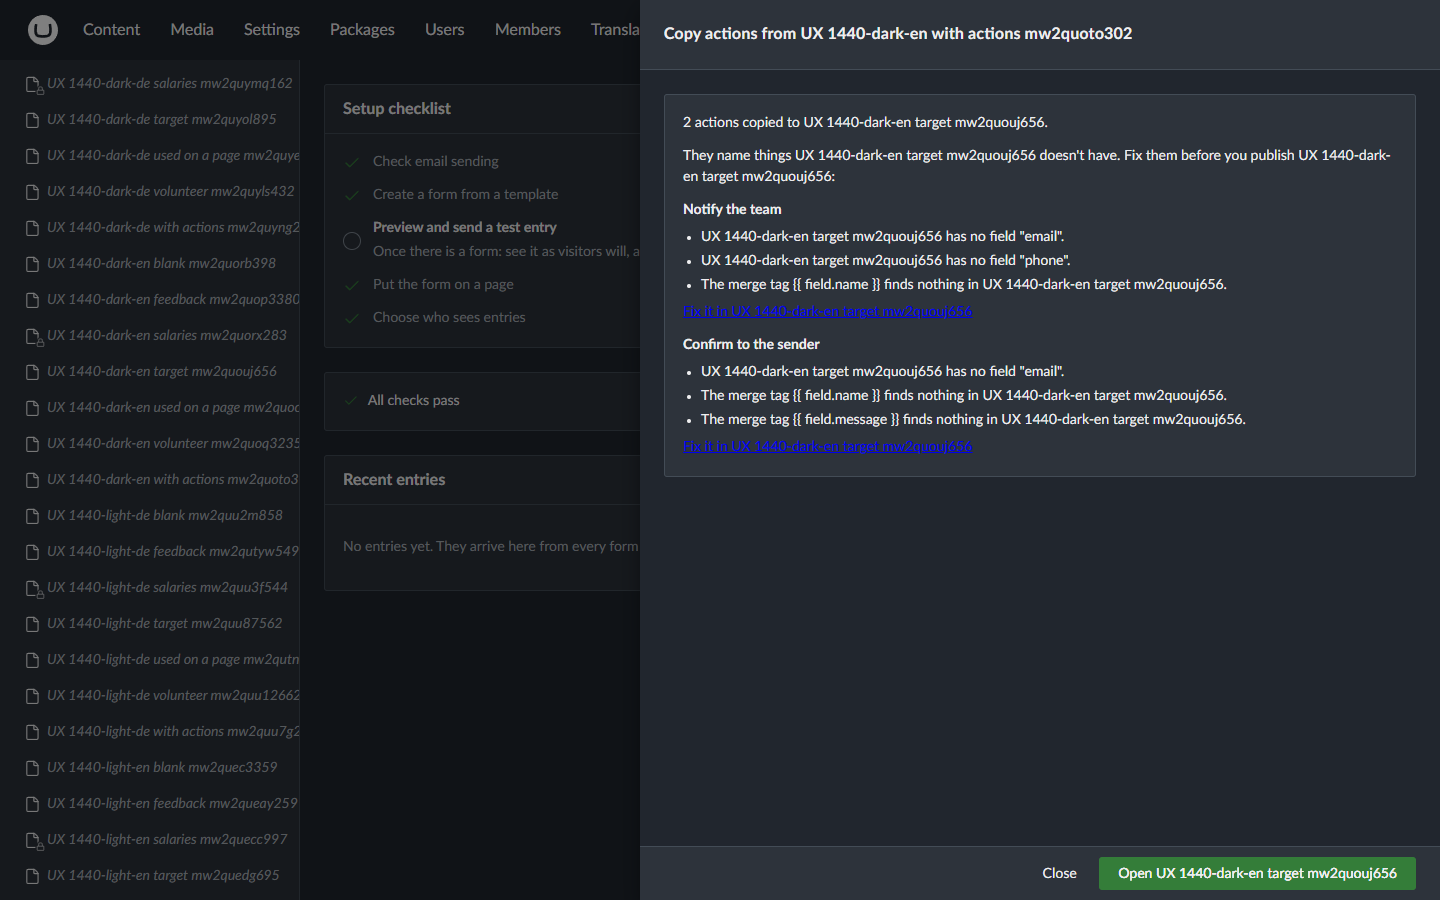 Content Media Settings Packages Users Members Transla
UX 1440-dark-de salaries mw2quymq162
UX 1440-dark-de target mw2quyol895
UX 1440-dark-de used on a page mw2quye
UX 1440-dark-de volunteer mw2quyls432
UX 1440-dark-de with actions mw2quyng2
UX 1440-dark-en blank mw2quorb398
UX 1440-dark-en feedback mw2quop3380
UX 1440-dark-en salaries mw2quorx283
UX 1440-dark-en target mw2quouj656
UX 1440-dark-en used on a page mw2quoc
UX 1440-dark-en volunteer mw2quoq3235
UX 1440-dark-en with actions mw2quoto3
UX 1440-light-de blank mw2quu2m858
UX 1440-light-de feedback mw2qutyw549
UX 1440-light-de salaries mw2quu3f544
UX 1440-light-de target mw2quu87562
UX 1440-light-de used on a page mw2qutn
UX 1440-light-de volunteer mw2quu12662
UX 1440-light-de with actions mw2quu7g2
UX 1440-light-en blank mw2quec3359
UX 1440-light-en feedback mw2queay259
UX 1440-light-en salaries mw2quecc997
UX 1440-light-en target mw2quedg695
Setup checklist
Check email sending
Create a form from a template
Preview and send a test entry
Once there is a form: see it as visitors will, a
Put the form on a page
Choose who sees entries
All checks pass
Recent entries
No entries yet. They arrive here from every form
Copy actions from UX 1440-dark-en with actions mw2quoto302
2 actions copied to UX 1440-dark-en target mw2quouj656.
They name things UX 1440-dark-en target mw2quouj656 doesn't have. Fix them before you publish UX 1440-dark-
en target mw2quouj656:
Notify the team
• UX 1440-dark-en target mw2quouj656 has no field "email".
• UX 1440-dark-en target mw2quouj656 has no field "phone".
• The merge tag {{ field.name }} finds nothing in UX 1440-dark-en target mw2quouj656.
Fix it in UX 1440-dark-en target mw2quouj656
Confirm to the sender
• UX 1440-dark-en target mw2quouj656 has no field "email".
• The merge tag {{ field.name }} finds nothing in UX 1440-dark-en target mw2quouj656.
• The merge tag {{ field.message }} finds nothing in UX 1440-dark-en target mw2quouj656.
Fix it in UX 1440-dark-en target mw2quouj656
Close
Open UX 1440-dark-en target mw2quouj656